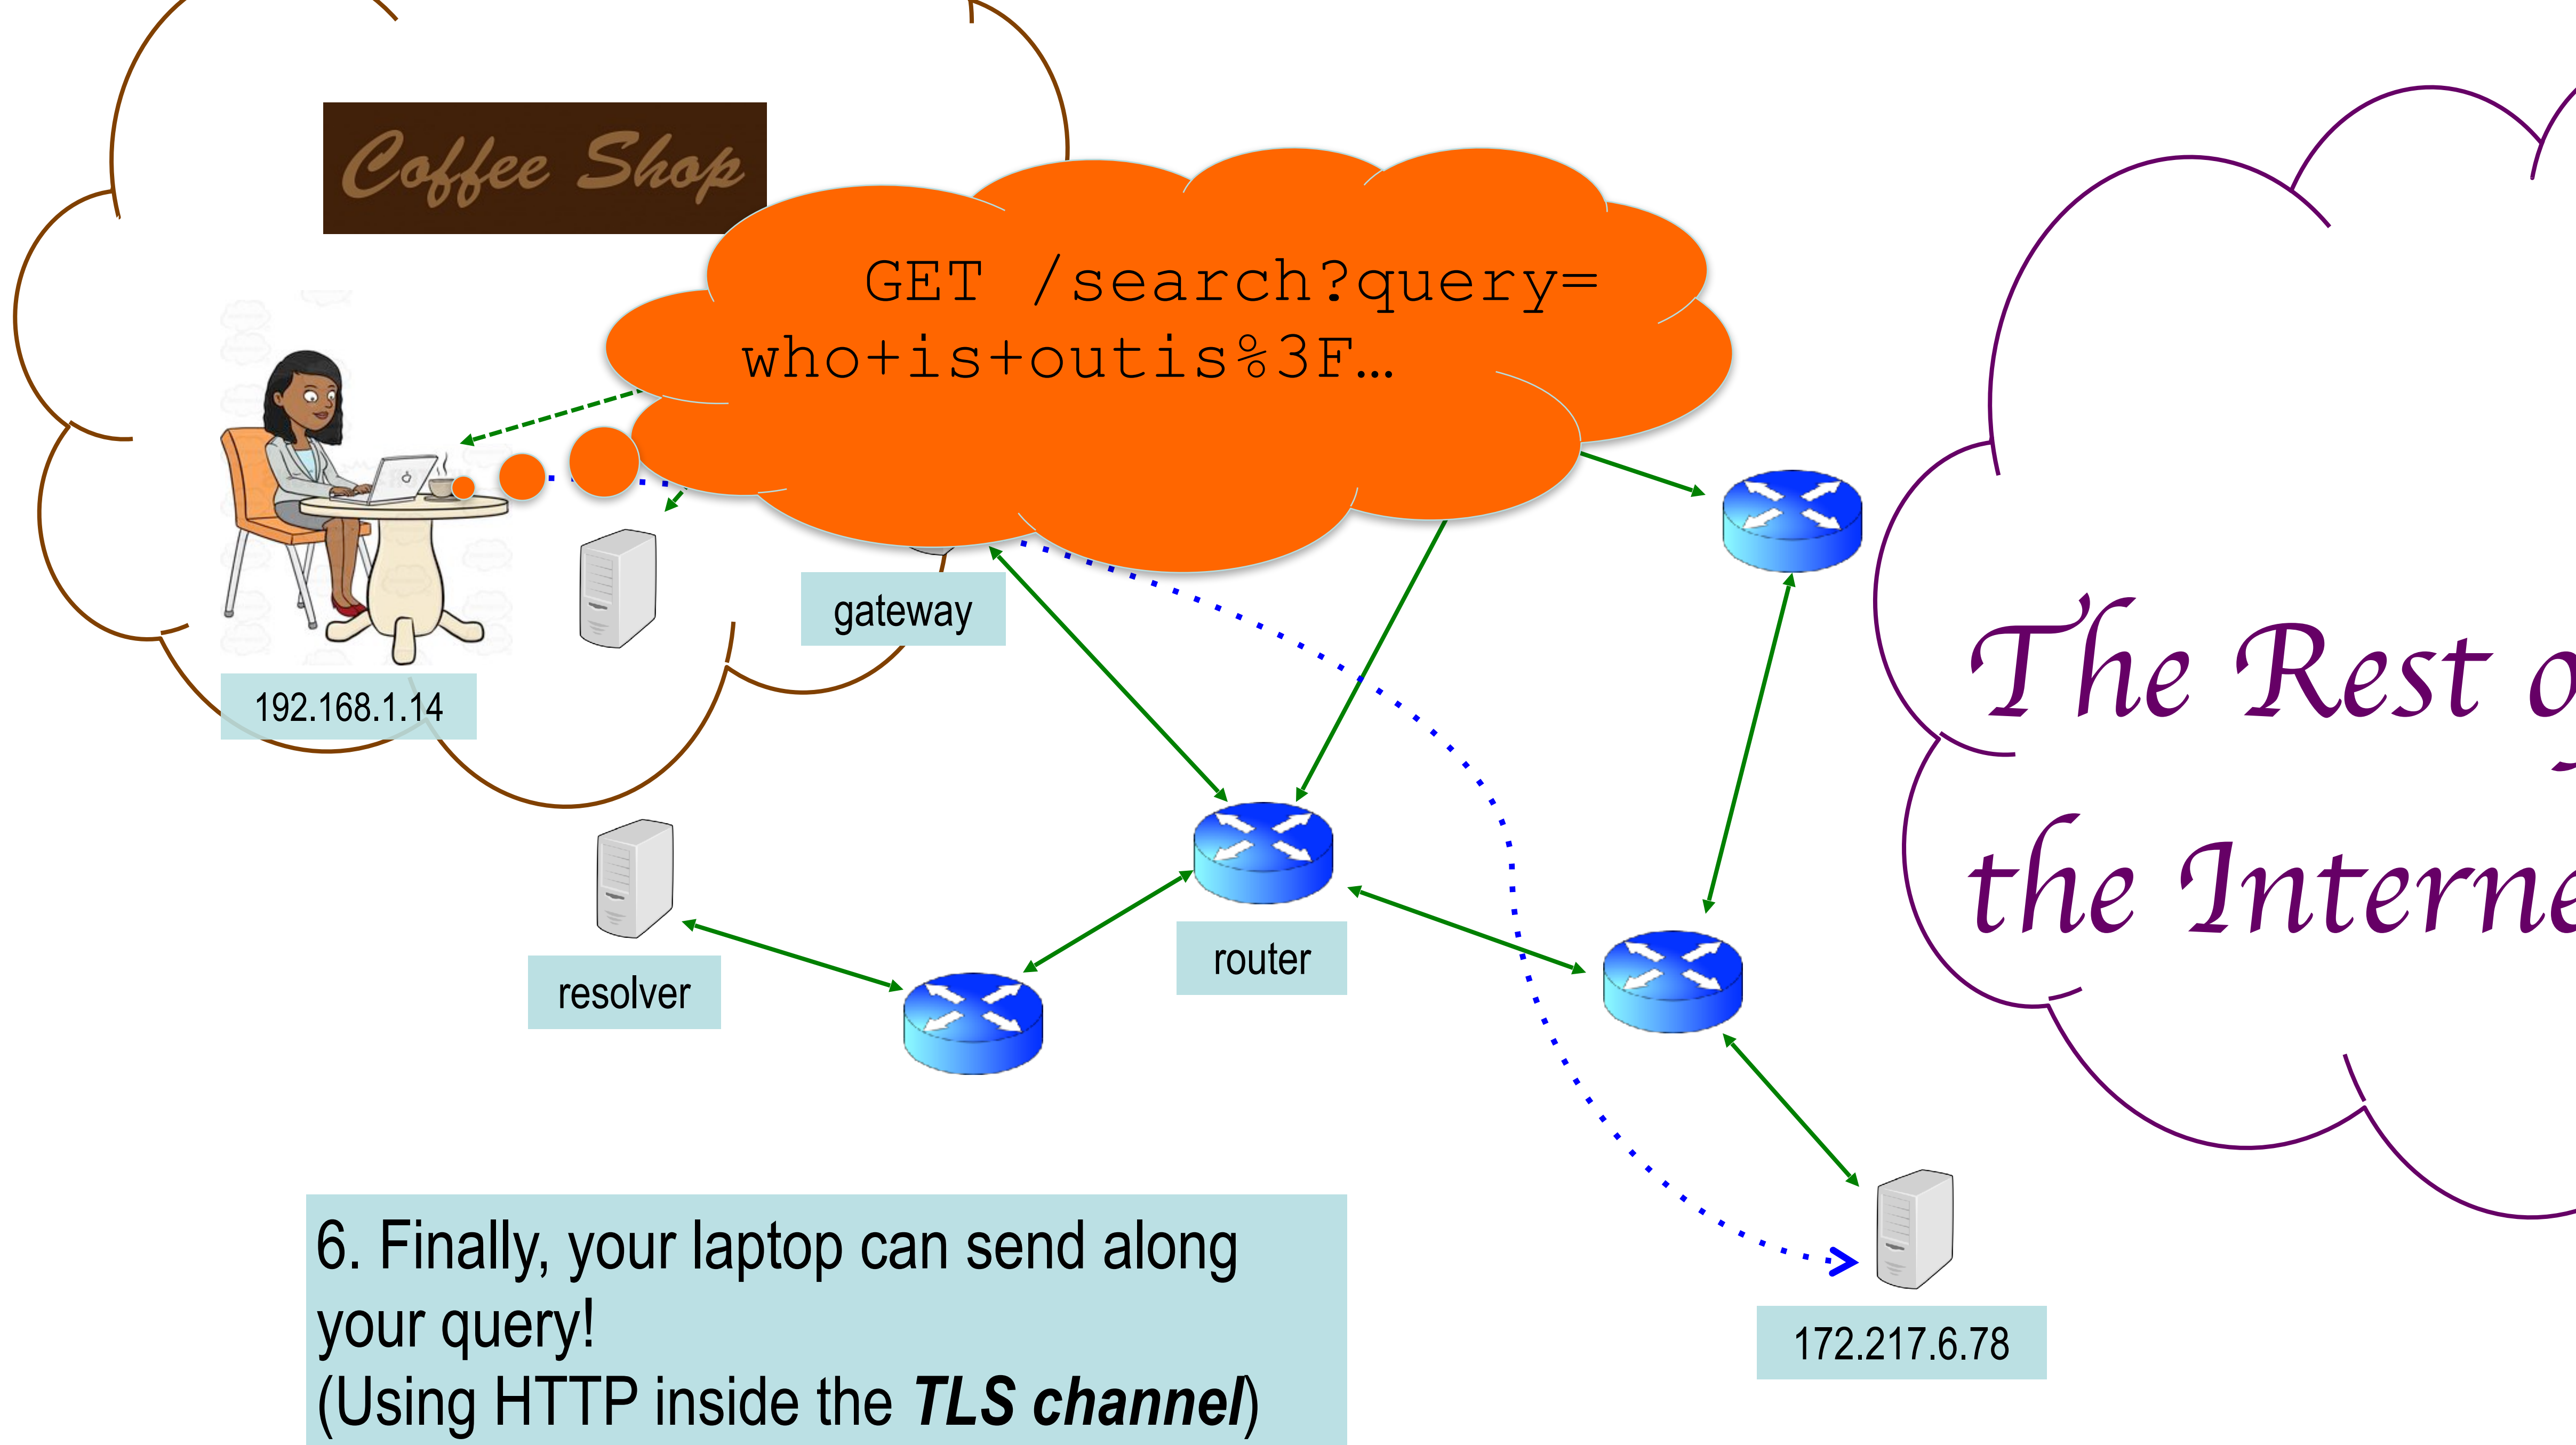 Coffee Shop
GET /search?query=
who+is+outis%3F…
gateway
192.168.1.14
The Rest
the
router
resolver
6. Finally, your laptop can send along
your query!
(Using HTTP inside the TLS channel)
172.217.6.78